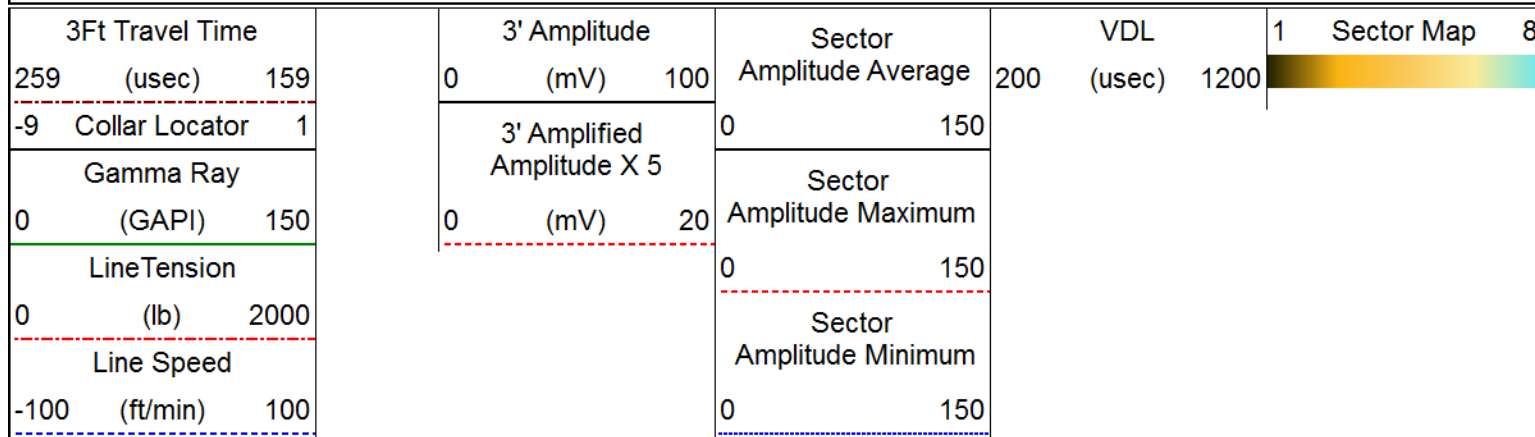 3Ft Travel Time
259 (usec) 159
-9 Collar Locator 1
Gamma Ray
0 (GAPI) 150
LineTension
0 (lb) 2000
Line Speed
-100 (ft/min) 100
3' Amplitude
0 (mV) 100
3' Amplified
Amplitude X 5
0 (mV) 20
Sector
Amplitude Average
0 150
Sector
Amplitude Maximum
0 150
Sector
Amplitude Minimum
0 150
VDL
200 (usec) 1200
1 Sector Map 8